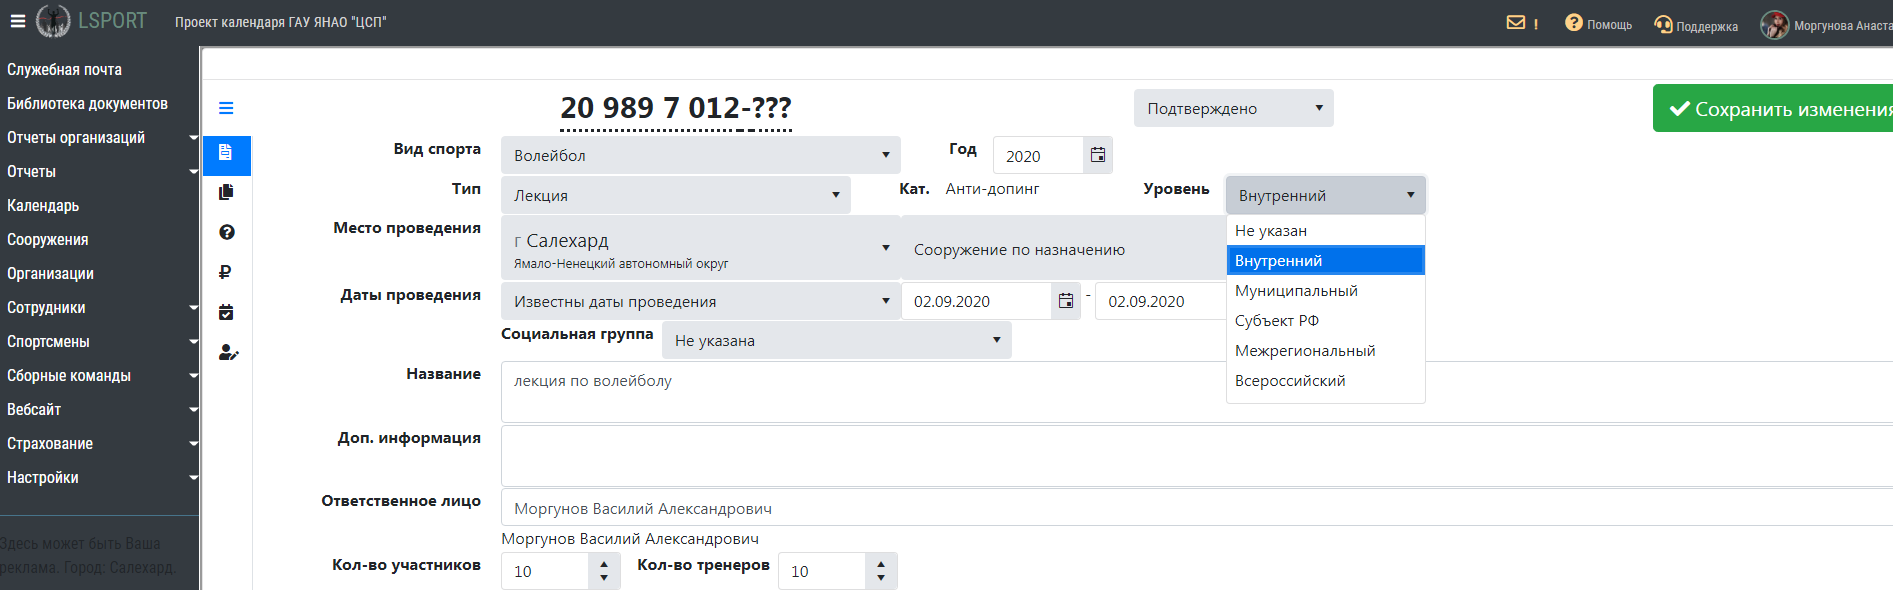 LSPORT
Проект календаря ГАУ ЯНАО "ЦСП"
!
Помощь
Поддержка
Моргунова Анаста
Служебная почта
Библиотека документов
Отчеты организаций
Отчеты
Календарь
Сооружения
Организации
Сотрудники
Спортсмены
Сборные команды
Вебсайт
Страхование
Настройки
Здесь может быть Ваша
реклама. Город: Салехард.
20 989 7 012-???
Подтверждено
Сохранить изменения
Вид спорта
Волейбол
Год
2020
Тип
Лекция
Кат.
Анти-допинг
Уровень
Внутренний
Не указан
Внутренний
Муниципальный
Субъект РФ
Межрегиональный
Всероссийский
Место проведения
г Салехард
Ямало-Ненецкий автономный округ
Сооружение по назначению
Даты проведения
Известны даты проведения
02.09.2020
-
02.09.2020
Социальная группа
Не указана
Название
лекция по волейболу
Доп. информация
Ответственное лицо
Моргунов Василий Александрович
Моргунов Василий Александрович
Кол-во участников
10
Кол-во тренеров
10